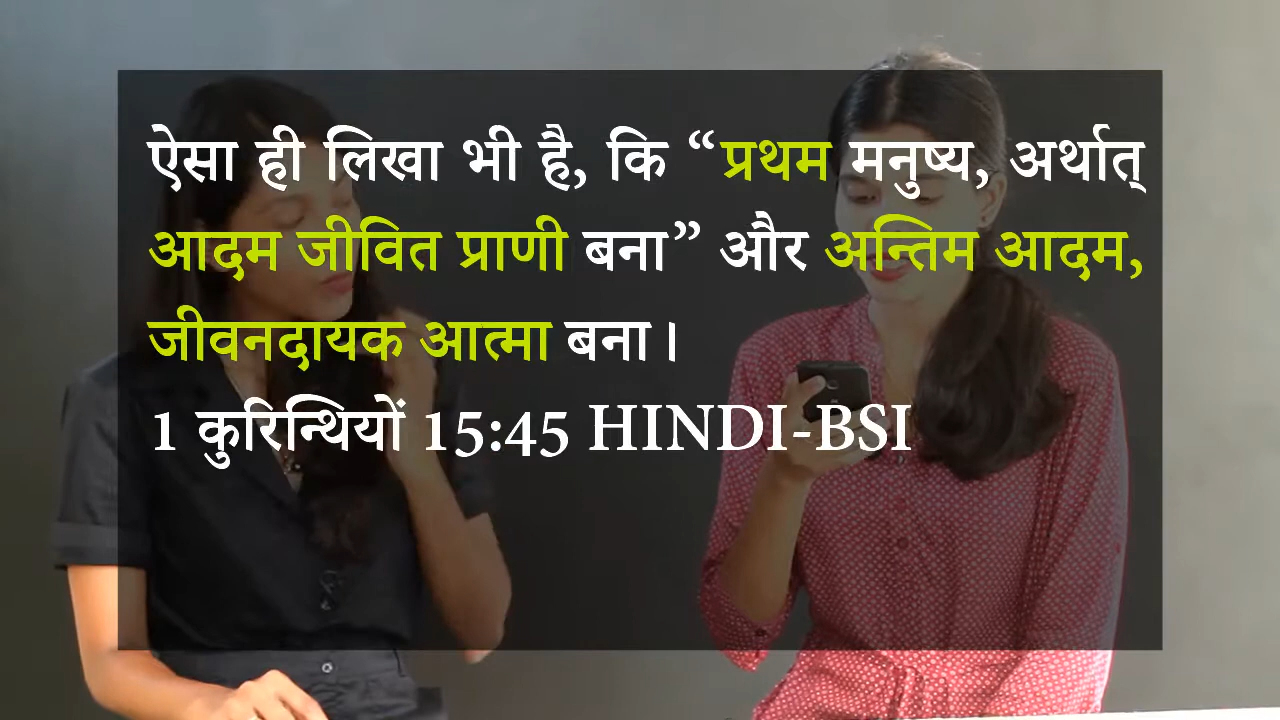 ऐसा ही लिखा भी है, कि “प्रथम मनुष्य, अर्थात्
आदम जीवित प्राणी बना” और अन्तिम आदम,
जीवनदायक आत्मा बना।
1 कुरिन्थियों 15:45 HINDI-BSI